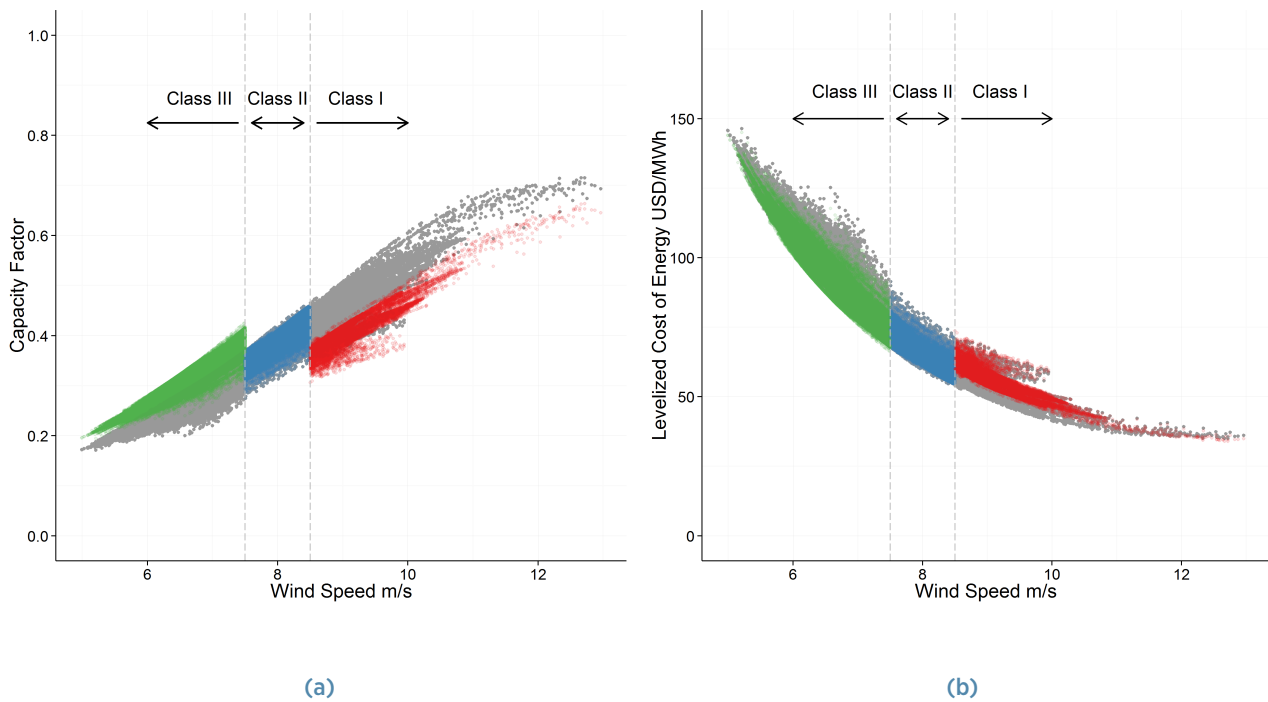 1.0
0.8
0.6
0.4
0.2
0.0
Capacity Factor
Class III
Class II
Class I
6
8
10
12
Wind Speed m/s
(a)
150
100
50
0
Levelized Cost of Energy USD/MWh
Class III
Class II
Class I
6
8
10
12
Wind Speed m/s
(b)